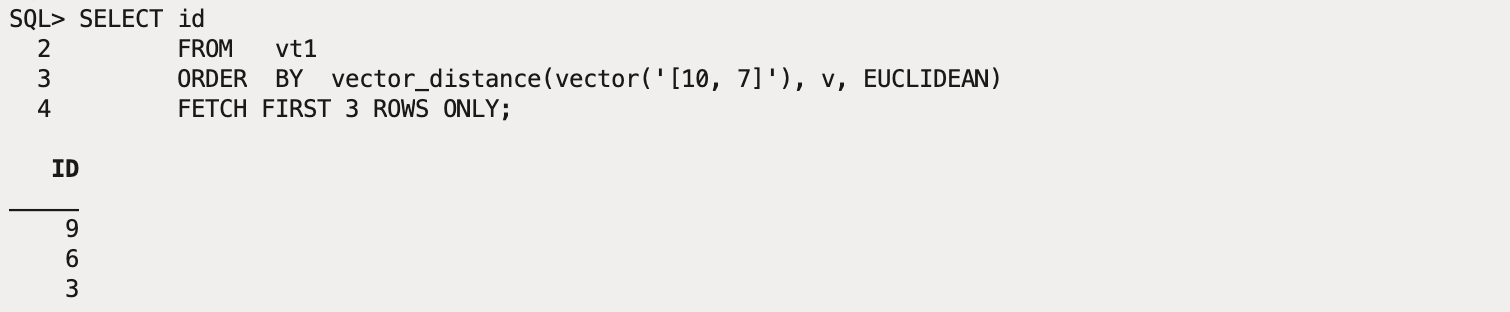 SQL> SELECT id
  2         FROM   vt1
  3         ORDER  BY  vector_distance(vector('[10, 7]'), v, EUCLIDEAN)
  4         FETCH FIRST 3 ROWS ONLY;
   ID
    9
    6
    3